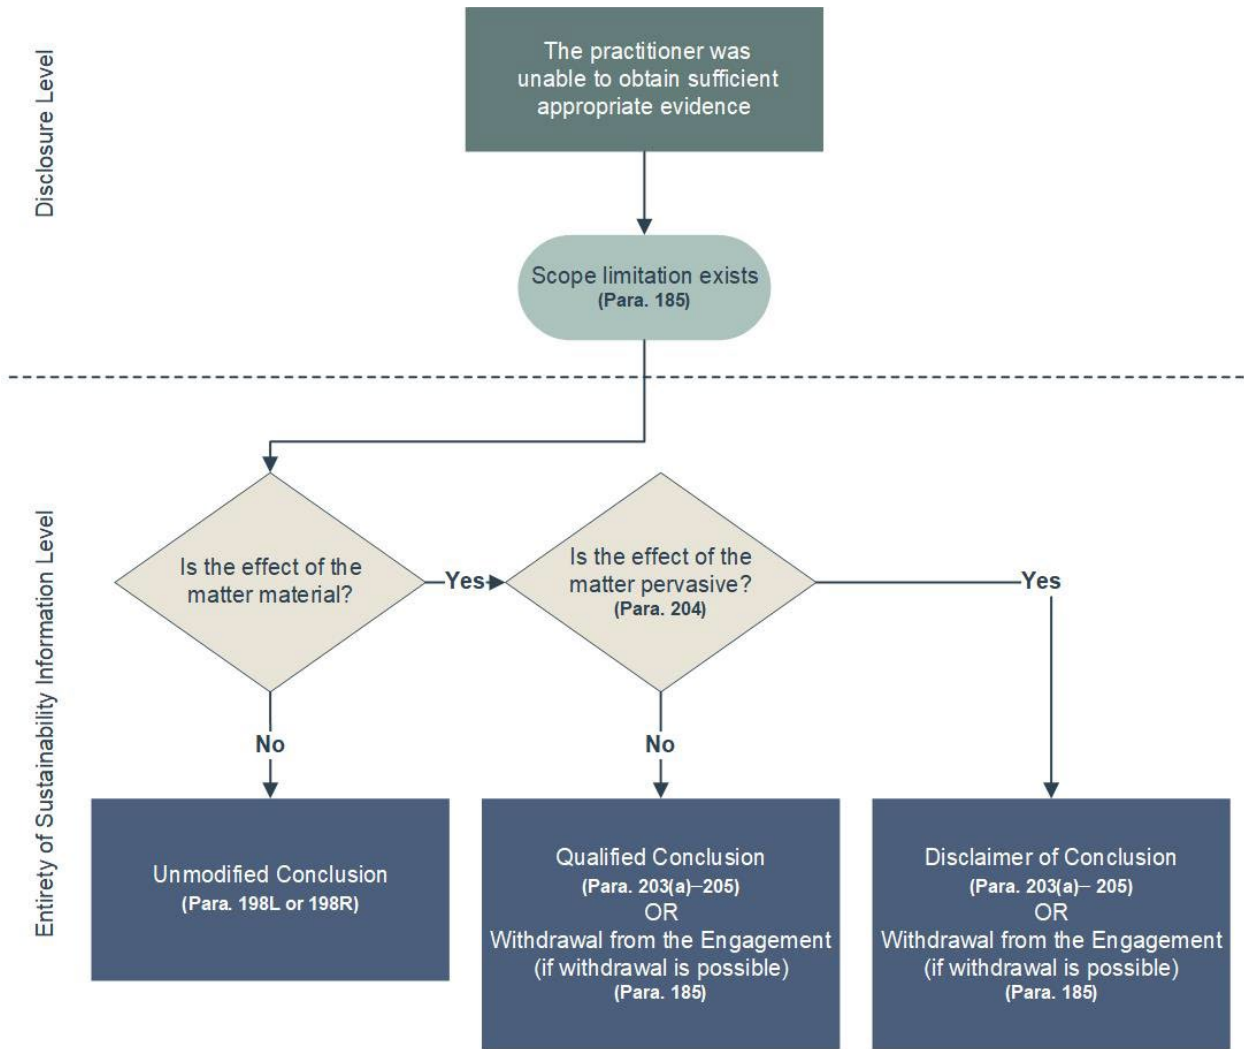 Disclosure Level
The practitioner was
unable to obtain sufficient
appropriate evidence
Scope limitation exists
(Para. 185)
Entirety of Sustainability Information Level
Is the effect of the
matter material?
Yes
Is the effect of the
matter pervasive?
(Para. 204)
Yes
No
No
Unmodified Conclusion
(Para. 198L or 198R)
Qualified Conclusion
(Para. 203(a)–205)
OR
Withdrawal from the Engagement
(if withdrawal is possible)
(Para. 185)
Disclaimer of Conclusion
(Para. 203(a)– 205)
OR
Withdrawal from the Engagement
(if withdrawal is possible)
(Para. 185)